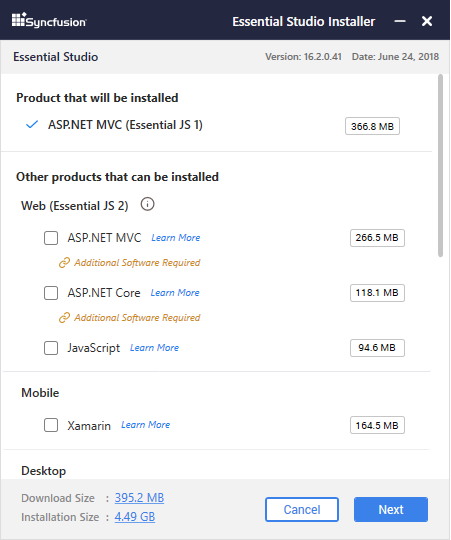 Syncfusion Essential Studio Installer
Essential Studio Version: 16.2.0.41 Date: June 24, 2018
Product that will be installed
ASP.NET MVC (Essential JS 1) 366.8 MB
Other products that can be installed
Web (Essential JS 2)
ASP.NET MVC Learn More 266.5 MB
Additional Software Required
ASP.NET Core Learn More 118.1 MB
Additional Software Required
JavaScript Learn More 94.6 MB
Mobile
Xamarin Learn More 164.5 MB
Desktop
Download Size : 395.2 MB
Installation Size : 4.49 GB
Cancel Next